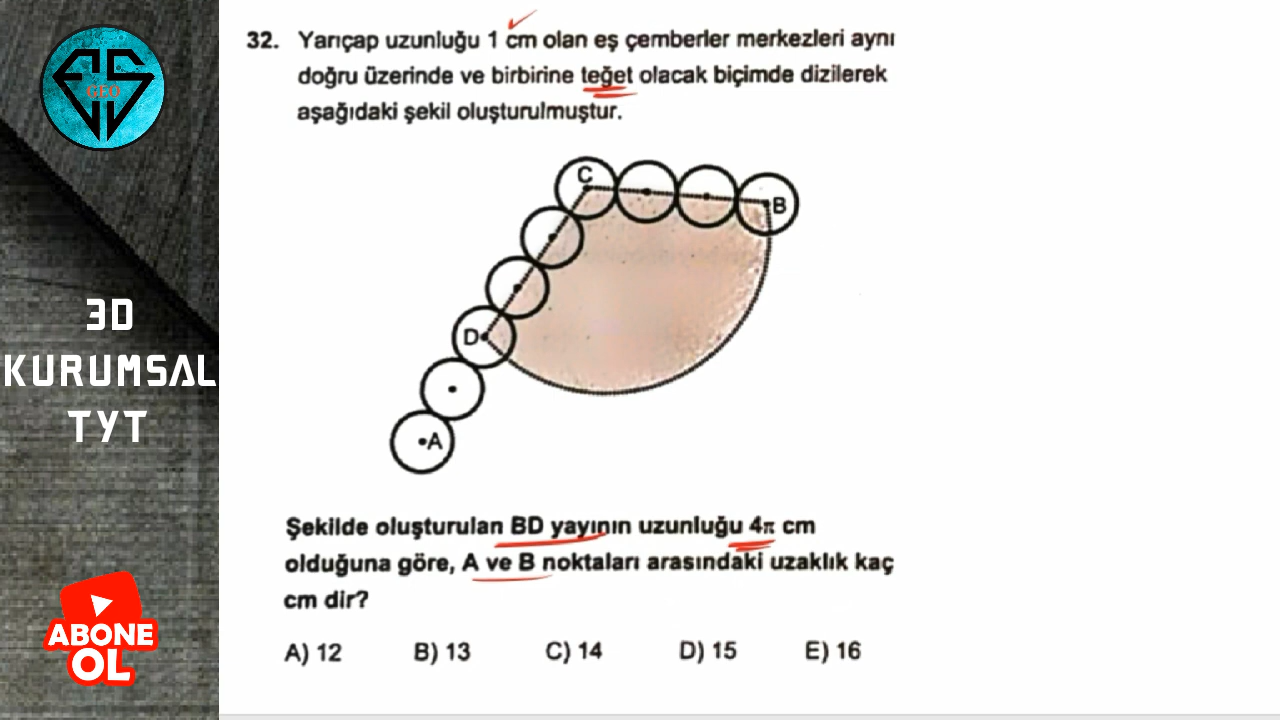 GEO
3D
KURUMSAL
TYT
ABONE
OL
32. Yarıçap uzunluğu 1 cm olan eş çemberler merkezleri aynı
doğru üzerinde ve birbirine teğet olacak biçimde dizilerek
aşağıdaki şekil oluşturulmuştur.
C
B
D
A
Şekilde oluşturulan BD yayının uzunluğu 4π cm
olduğuna göre, A ve B noktaları arasındaki uzaklık kaç
cm dir?
A) 12 B) 13 C) 14 D) 15 E) 16